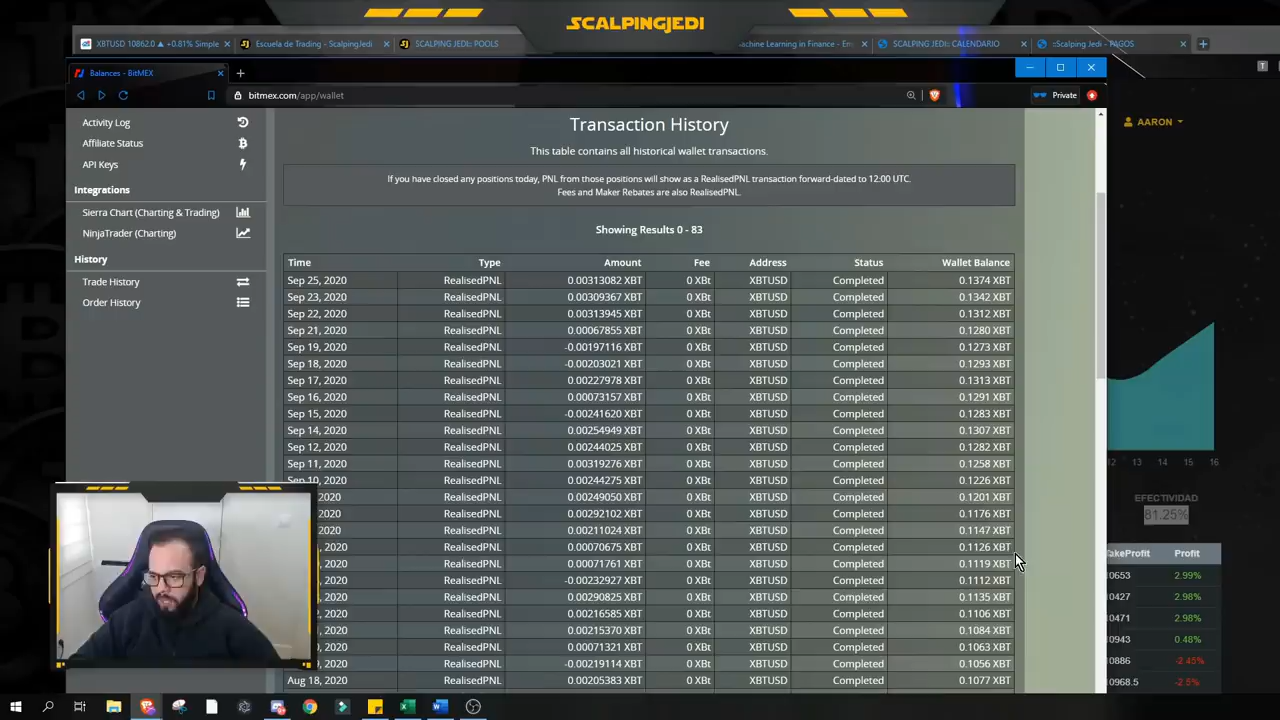 SCALPINGJEDI
XBTUSD 10862.0 ▲ +0.81% Simple
Escuela de Trading - ScalpingJedi
SCALPING JEDI:: POOLS
achine Learning in Finance - Em
SCALPING JEDI:: CALENDARIO
::Scalping Jedi - PAGOS
Balances - BitMEX
bitmex.com/app/wallet
Private
T
AARON
Activity Log
Affiliate Status
API Keys
Integrations
Sierra Chart (Charting & Trading)
NinjaTrader (Charting)
History
Trade History
Order History
Transaction History
This table contains all historical wallet transactions.
If you have closed any positions today, PNL from those positions will show as a RealisedPNL transaction forward-dated to 12:00 UTC.
Fees and Maker Rebates are also RealisedPNL.
Showing Results 0 - 83
Time Type Amount Fee Address Status Wallet Balance
Sep 25, 2020 RealisedPNL 0.00313082 XBT 0 XBt XBTUSD Completed 0.1374 XBT
Sep 23, 2020 RealisedPNL 0.00309367 XBT 0 XBt XBTUSD Completed 0.1342 XBT
Sep 22, 2020 RealisedPNL 0.00313945 XBT 0 XBt XBTUSD Completed 0.1312 XBT
Sep 21, 2020 RealisedPNL 0.00067855 XBT 0 XBt XBTUSD Completed 0.1280 XBT
Sep 19, 2020 RealisedPNL -0.00197116 XBT 0 XBt XBTUSD Completed 0.1273 XBT
Sep 18, 2020 RealisedPNL -0.00203021 XBT 0 XBt XBTUSD Completed 0.1293 XBT
Sep 17, 2020 RealisedPNL 0.00227978 XBT 0 XBt XBTUSD Completed 0.1313 XBT
Sep 16, 2020 RealisedPNL 0.00073157 XBT 0 XBt XBTUSD Completed 0.1291 XBT
Sep 15, 2020 RealisedPNL -0.00241620 XBT 0 XBt XBTUSD Completed 0.1283 XBT
Sep 14, 2020 RealisedPNL 0.00254949 XBT 0 XBt XBTUSD Completed 0.1307 XBT
Sep 12, 2020 RealisedPNL 0.00244025 XBT 0 XBt XBTUSD Completed 0.1282 XBT
Sep 11, 2020 RealisedPNL 0.00319276 XBT 0 XBt XBTUSD Completed 0.1258 XBT
Sep 10, 2020 RealisedPNL 0.00244275 XBT 0 XBt XBTUSD Completed 0.1226 XBT
2020 RealisedPNL 0.00249050 XBT 0 XBt XBTUSD Completed 0.1201 XBT
2020 RealisedPNL 0.00292102 XBT 0 XBt XBTUSD Completed 0.1176 XBT
2020 RealisedPNL 0.00211024 XBT 0 XBt XBTUSD Completed 0.1147 XBT
, 2020 RealisedPNL 0.00070675 XBT 0 XBt XBTUSD Completed 0.1126 XBT
, 2020 RealisedPNL 0.00071761 XBT 0 XBt XBTUSD Completed 0.1119 XBT
, 2020 RealisedPNL -0.00232927 XBT 0 XBt XBTUSD Completed 0.1112 XBT
, 2020 RealisedPNL 0.00290825 XBT 0 XBt XBTUSD Completed 0.1135 XBT
, 2020 RealisedPNL 0.00216585 XBT 0 XBt XBTUSD Completed 0.1106 XBT
, 2020 RealisedPNL 0.00215370 XBT 0 XBt XBTUSD Completed 0.1084 XBT
, 2020 RealisedPNL 0.00071321 XBT 0 XBt XBTUSD Completed 0.1063 XBT
, 2020 RealisedPNL -0.00219114 XBT 0 XBt XBTUSD Completed 0.1056 XBT
Aug 18, 2020 RealisedPNL 0.00205383 XBT 0 XBt XBTUSD Completed 0.1077 XBT
12 13 14 15 16
EFECTIVIDAD
81.25%
TakeProfit Profit
10653 2.99%
10427 2.98%
10471 2.98%
10943 0.48%
10886 -2.45%
10968.5 -2.5%